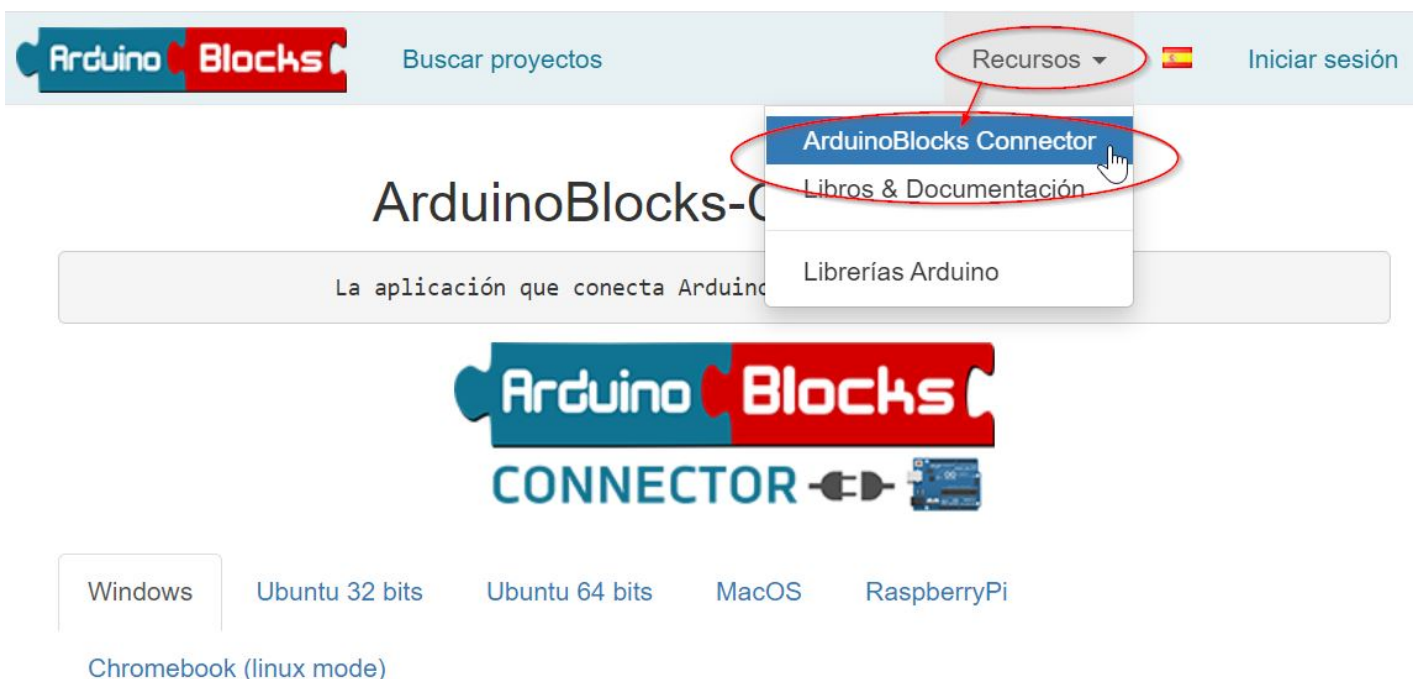 Arduino Blocks
Buscar proyectos
Recursos
Iniciar sesión
ArduinoBlocks Connector
Libros & Documentación
Librerías Arduino
ArduinoBlocks-
La aplicación que conecta
Arduino Blocks
CONNECTOR
Windows
Ubuntu 32 bits
Ubuntu 64 bits
MacOS
RaspberryPi
Chromebook (linux mode)